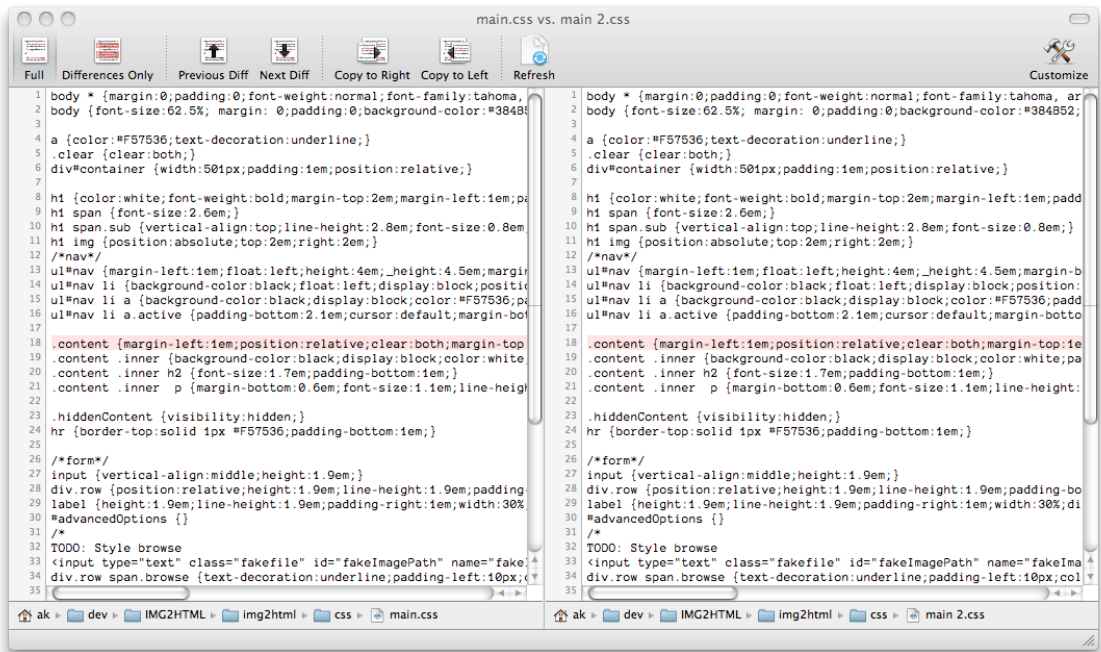 main.css vs. main 2.css
Full Differences Only Previous Diff Next Diff Copy to Right Copy to Left Refresh Customize
1 body * {margin:0;padding:0;font-weight:normal;font-family:tahoma,
2 body {font-size:62.5%; margin: 0;padding:0;background-color:#384B5
3
4 a {color:#F57536;text-decoration:underline;}
5 .clear {clear:both;}
6 div#container {width:501px;padding:1em;position:relative;}
7
8 h1 {color:white;font-weight:bold;margin-top:2em;margin-left:1em;pa
9 h1 span {font-size:2.6em;}
10 h1 span.sub {vertical-align:top;line-height:2.8em;font-size:0.8em
11 h1 img {position:absolute;top:2em;right:2em;}
12 /*nav*/
13 ul#nav {margin-left:1em;float:left;height:4em;_height:4.5em;margin
14 ul#nav li {background-color:black;float:left;display:block;positio
15 ul#nav li a {background-color:black;display:block;color:#F57536;pa
16 ul#nav li a.active {padding-bottom:2.1em;cursor:default;margin-bot
17
18 .content {margin-left:1em;position:relative;clear:both;margin-top
19 .content .inner {background-color:black;display:block;color:white
20 .content .inner h2 {font-size:1.7em;padding-bottom:1em;}
21 .content .inner  p {margin-bottom:0.6em;font-size:1.1em;line-heigh
22
23 .hiddenContent {visibility:hidden;}
24 hr {border-top:solid 1px #F57536;padding-bottom:1em;}
25
26 /*form*/
27 input {vertical-align:middle;height:1.9em;}
28 div.row {position:relative;height:1.9em;line-height:1.9em;padding
29 label {height:1.9em;line-height:1.9em;padding-right:1em;width:30%
30 #advancedOptions {}
31 /*
32 TODO: Style browse
33 <input type="text" class="fakefile" id="fakeImagePath" name="fakeI
34 div.row span.browse {text-decoration:underline;padding-left:10px;c
35
ak dev IMG2HTML img2html css main.css
1 body * {margin:0;padding:0;font-weight:normal;font-family:tahoma, ar
2 body {font-size:62.5%; margin: 0;padding:0;background-color:#384B52;
3
4 a {color:#F57536;text-decoration:underline;}
5 .clear {clear:both;}
6 div#container {width:501px;padding:1em;position:relative;}
7
8 h1 {color:white;font-weight:bold;margin-top:2em;margin-left:1em;padd
9 h1 span {font-size:2.6em;}
10 h1 span.sub {vertical-align:top;line-height:2.8em;font-size:0.8em;}
11 h1 img {position:absolute;top:2em;right:2em;}
12 /*nav*/
13 ul#nav {margin-left:1em;float:left;height:4em;_height:4.5em;margin-b
14 ul#nav li {background-color:black;float:left;display:block;position:
15 ul#nav li a {background-color:black;display:block;color:#F57536;padd
16 ul#nav li a.active {padding-bottom:2.1em;cursor:default;margin-botto
17
18 .content {margin-left:1em;position:relative;clear:both;margin-top:1e
19 .content .inner {background-color:black;display:block;color:white;pa
20 .content .inner h2 {font-size:1.7em;padding-bottom:1em;}
21 .content .inner  p {margin-bottom:0.6em;font-size:1.1em;line-height:
22
23 .hiddenContent {visibility:hidden;}
24 hr {border-top:solid 1px #F57536;padding-bottom:1em;}
25
26 /*form*/
27 input {vertical-align:middle;height:1.9em;}
28 div.row {position:relative;height:1.9em;line-height:1.9em;padding-bo
29 label {height:1.9em;line-height:1.9em;padding-right:1em;width:30%;di
30 #advancedOptions {}
31 /*
32 TODO: Style browse
33 <input type="text" class="fakefile" id="fakeImagePath" name="fakeIma
34 div.row span.browse {text-decoration:underline;padding-left:10px;col
35
ak dev IMG2HTML img2html css main 2.css